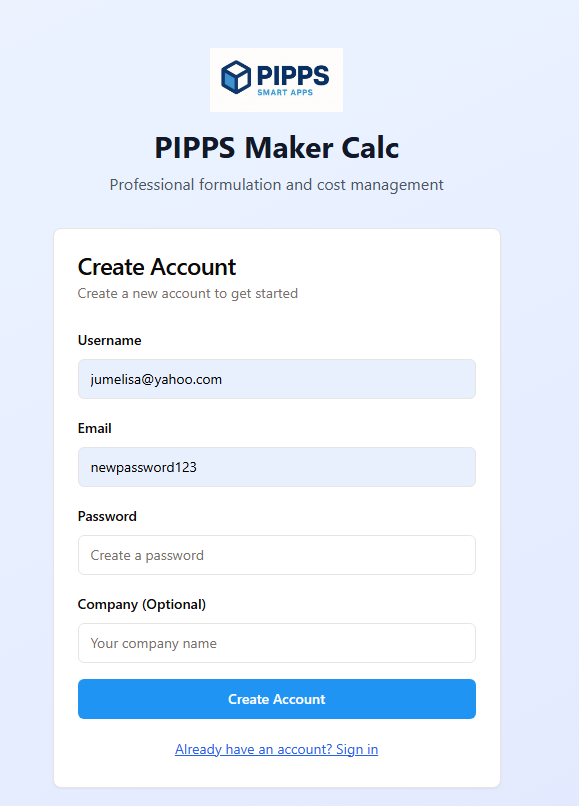 PIPPS
SMART APPS
PIPPS Maker Calc
Professional formulation and cost management
Create Account
Create a new account to get started
Username
jumelisa@yahoo.com
Email
newpassword123
Password
Create a password
Company (Optional)
Your company name
Create Account
Already have an account? Sign in